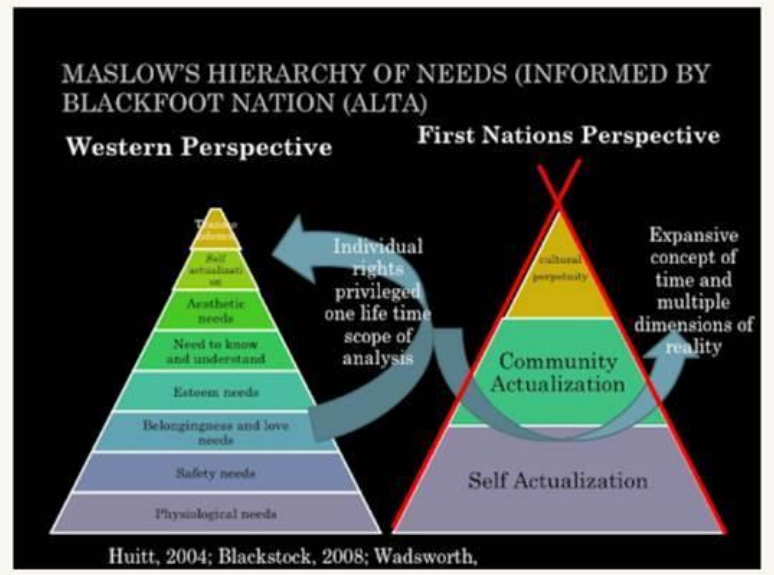 MASLOW'S HIERARCHY OF NEEDS (INFORMED BY
BLACKFOOT NATION (ALTA)
Western Perspective
First Nations Perspective
Self
actualizati
on
Aesthetic
needs
Need to know
and understand
Esteem needs
Belongingness and love
needs
Safety needs
Physiological needs
Individual
rights
privileged
one life time
scope of
analysis
cultural
perpetuity
Community
Actualization
Self Actualization
Expansive
concept of
time and
multiple
dimensions of
reality
Huitt, 2004; Blackstock, 2008; Wadsworth,